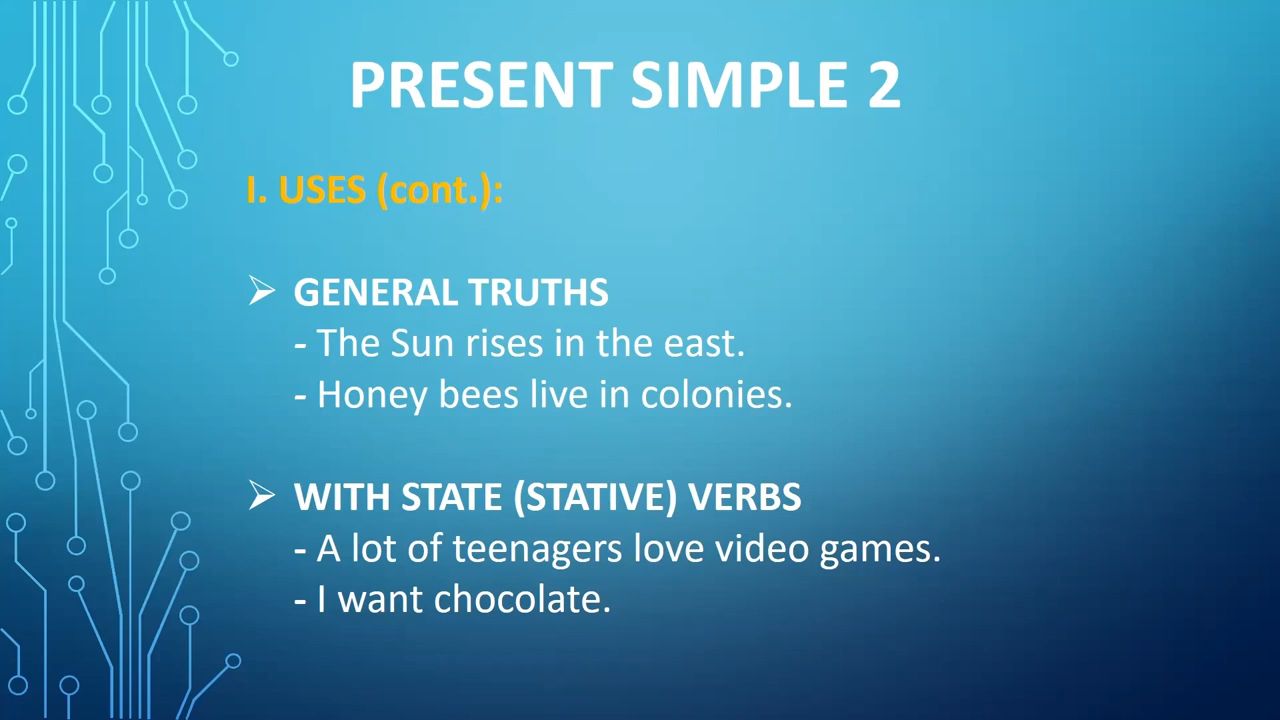 PRESENT SIMPLE 2
I. USES (cont.):
➢ GENERAL TRUTHS
- The Sun rises in the east.
- Honey bees live in colonies.
➢ WITH STATE (STATIVE) VERBS
- A lot of teenagers love video games.
- I want chocolate.